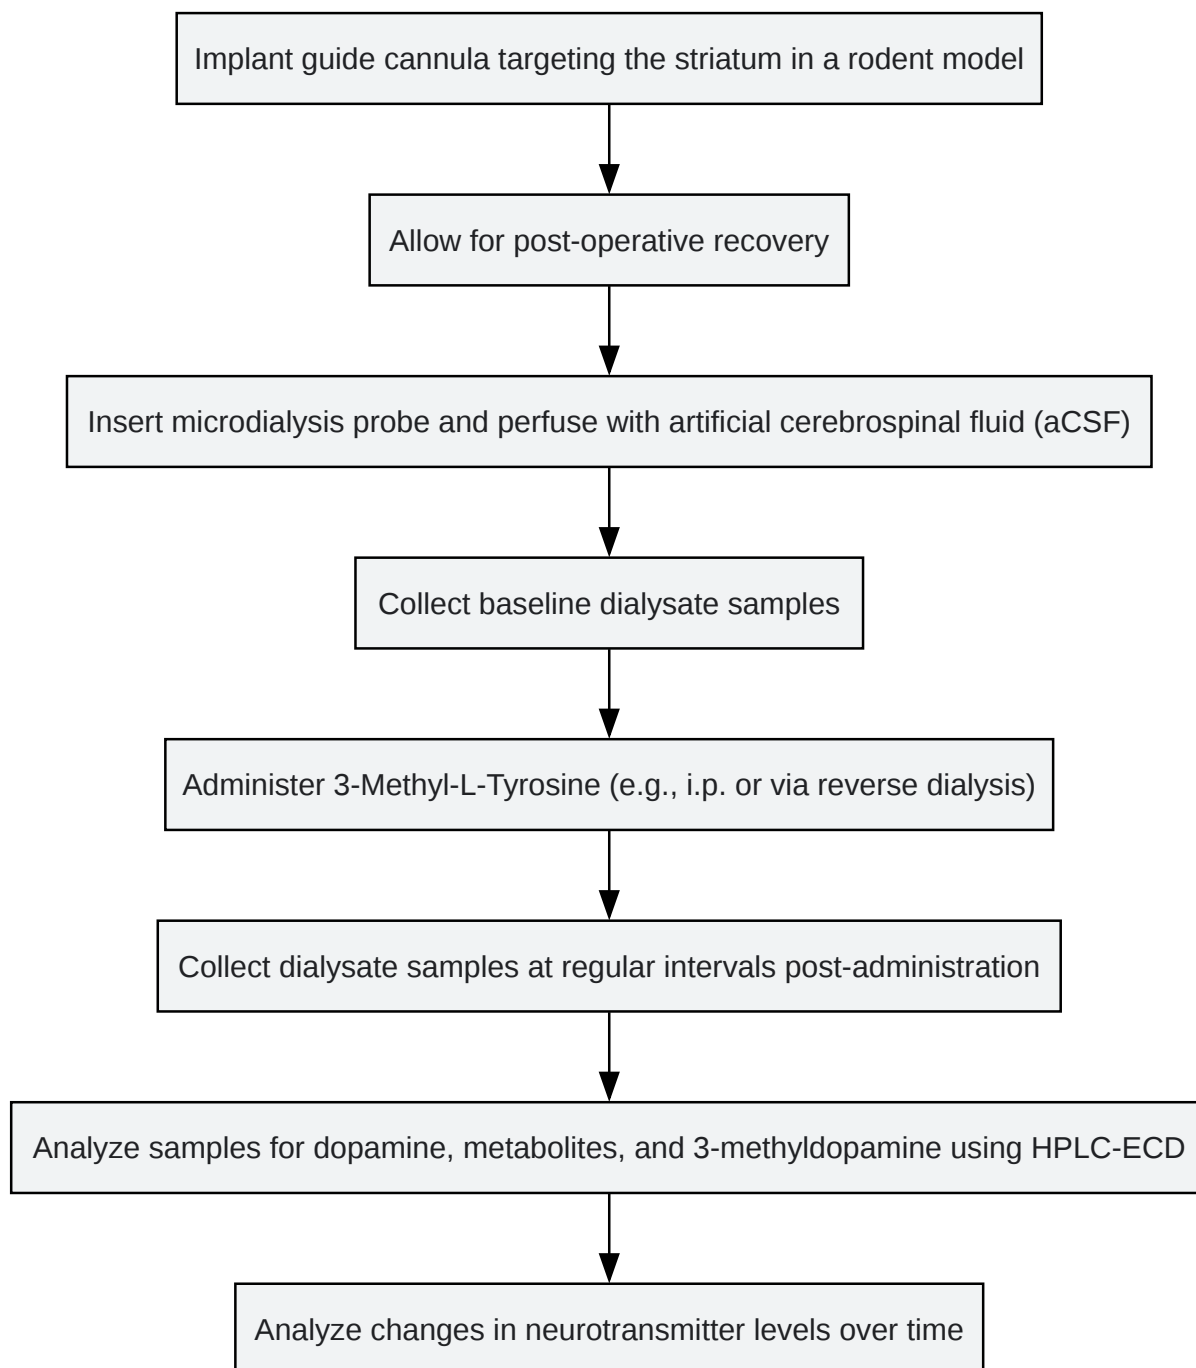 Implant guide cannula targeting the striatum in a rodent model
Allow for post-operative recovery
Insert microdialysis probe and perfuse with artificial cerebrospinal fluid (aCSF)
Collect baseline dialysate samples
Administer 3-Methyl-L-Tyrosine (e.g., i.p. or via reverse dialysis)
Collect dialysate samples at regular intervals post-administration
Analyze samples for dopamine, metabolites, and 3-methyldopamine using HPLC-ECD
Analyze changes in neurotransmitter levels over time